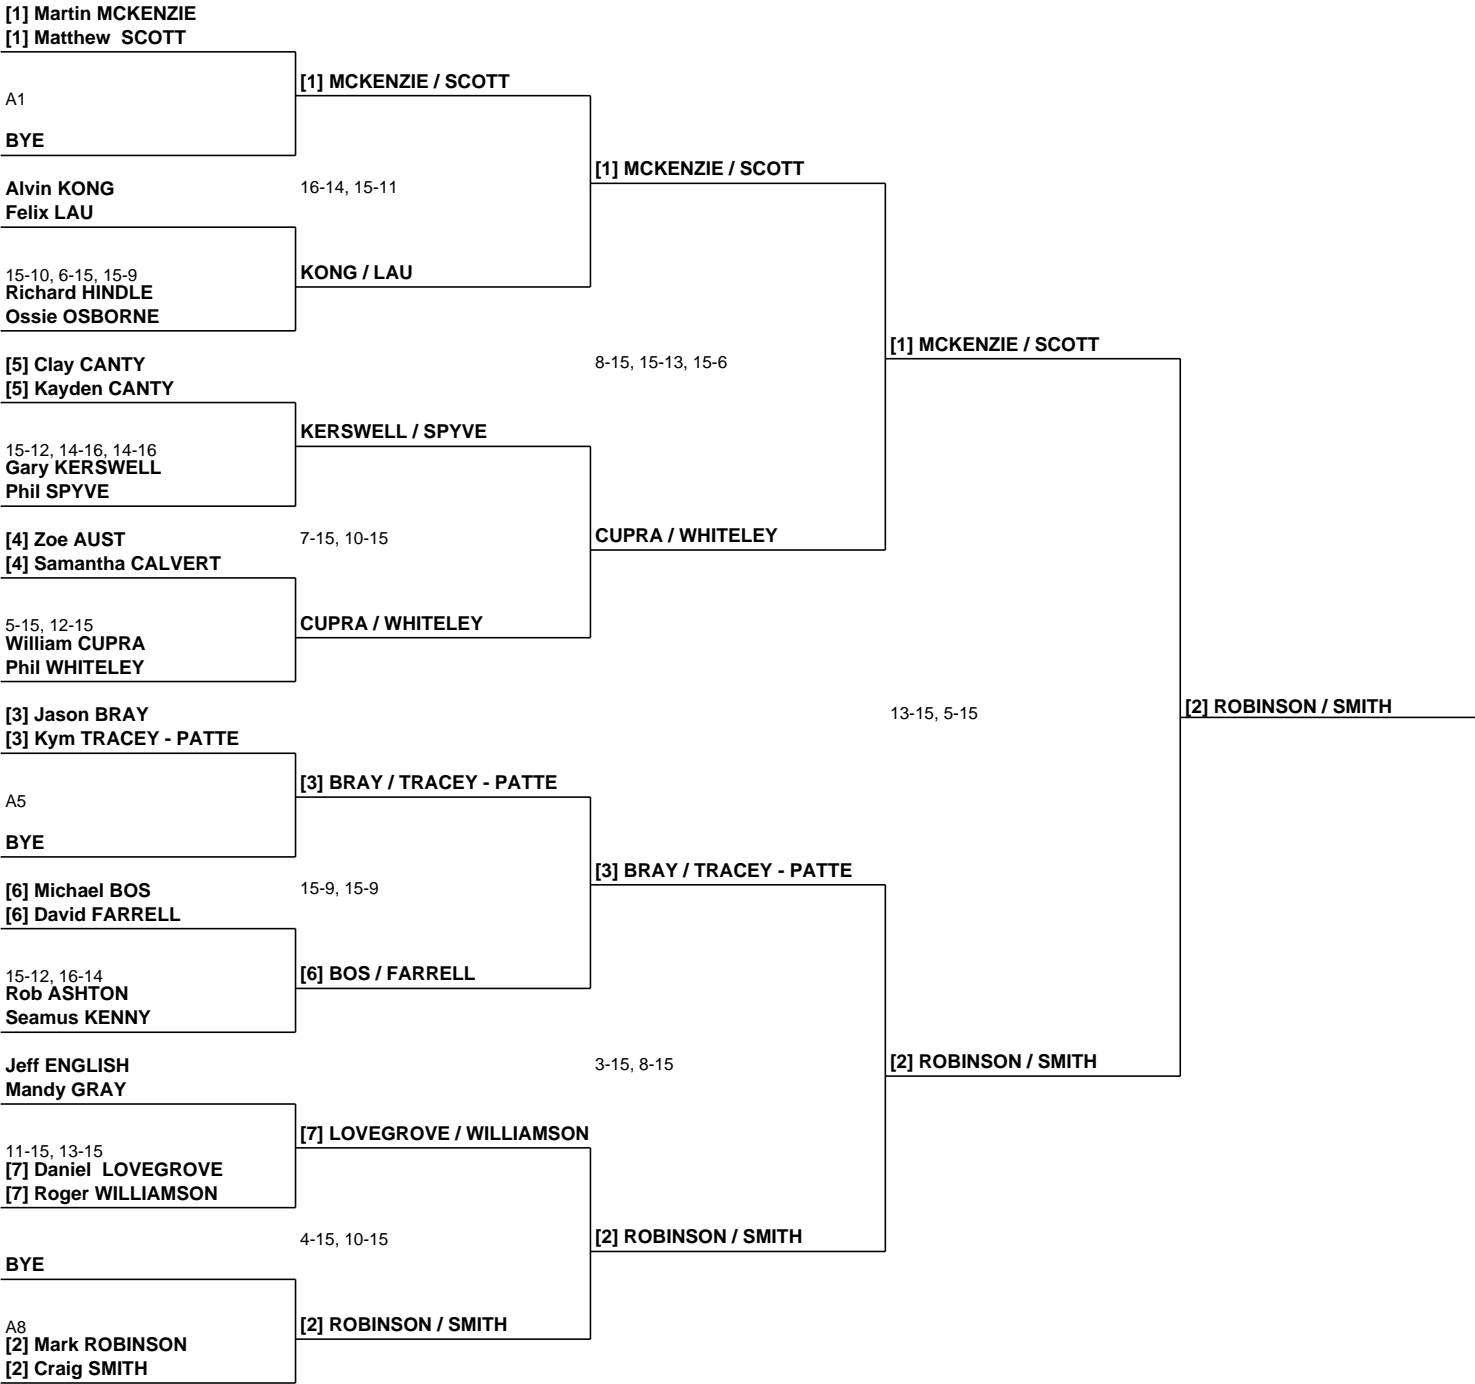 [1] Martin MCKENZIE
[1] Matthew  SCOTT
[1] MCKENZIE / SCOTT
A1
BYE
[1] MCKENZIE / SCOTT
Alvin KONG
Felix LAU
16-14, 15-11
15-10, 6-15, 15-9
KONG / LAU
Richard HINDLE
Ossie OSBORNE
[1] MCKENZIE / SCOTT
[5] Clay CANTY
[5] Kayden CANTY
8-15, 15-13, 15-6
KERSWELL / SPYVE
15-12, 14-16, 14-16
Gary KERSWELL
Phil SPYVE
[4] Zoe AUST
[4] Samantha CALVERT
7-15, 10-15
CUPRA / WHITELEY
5-15, 12-15
CUPRA / WHITELEY
William CUPRA
Phil WHITELEY
[3] Jason BRAY
[3] Kym TRACEY - PATTE
13-15, 5-15
[2] ROBINSON / SMITH
[3] BRAY / TRACEY - PATTE
A5
BYE
[3] BRAY / TRACEY - PATTE
[6] Michael BOS
[6] David FARRELL
15-9, 15-9
15-12, 16-14
[6] BOS / FARRELL
Rob ASHTON
Seamus KENNY
Jeff ENGLISH
Mandy GRAY
3-15, 8-15
[2] ROBINSON / SMITH
[7] LOVEGROVE / WILLIAMSON
11-15, 13-15
[7] Daniel  LOVEGROVE
[7] Roger WILLIAMSON
4-15, 10-15
[2] ROBINSON / SMITH
BYE
A8
[2] ROBINSON / SMITH
[2] Mark ROBINSON
[2] Craig SMITH